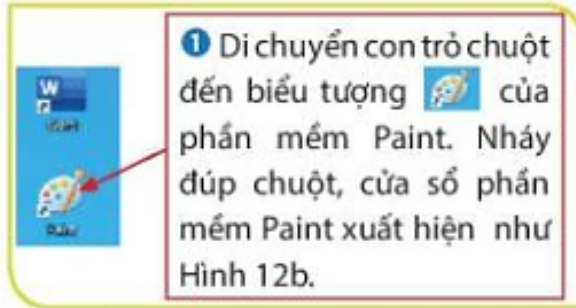 ❶ Di chuyển con trỏ chuột
đến biểu tượng của
phần mềm Paint. Nháy
đúp chuột, cửa sổ phần
mềm Paint xuất hiện như
Hình 12b.
W
Paint